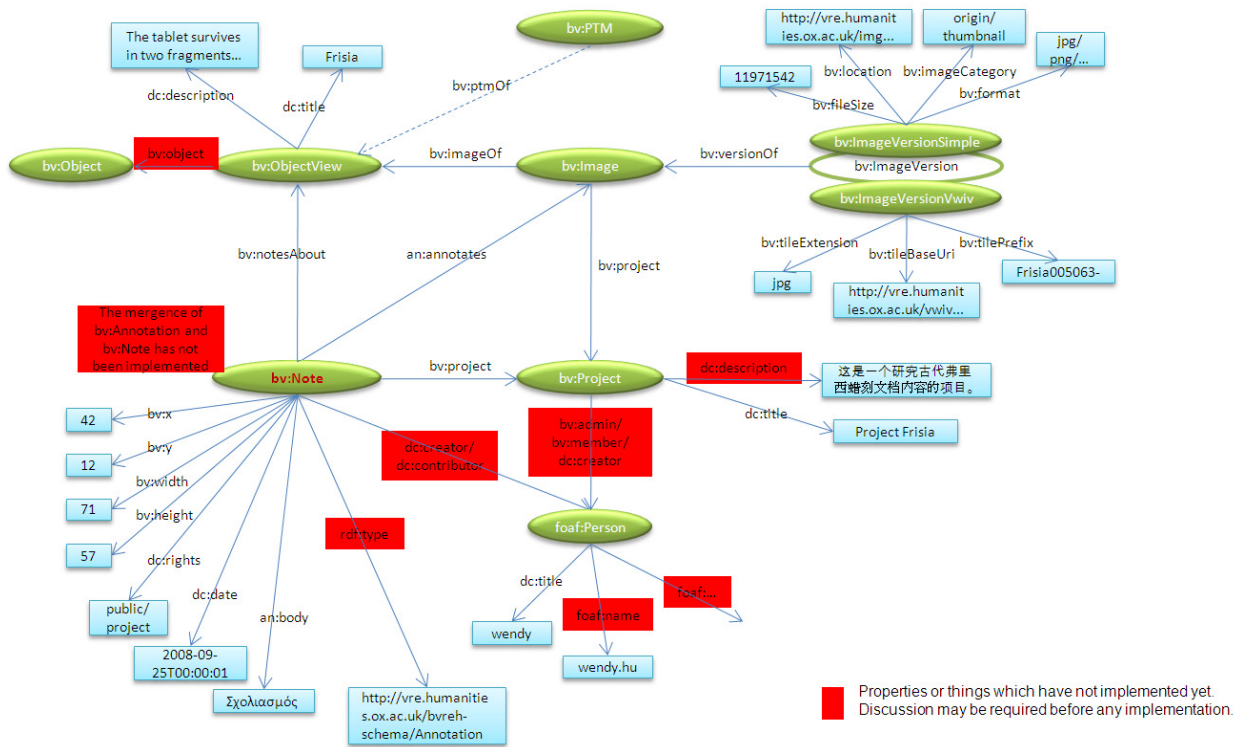 bv:PTM
http://vre.humanit
ies.ox.ac.uk/img...
origin/
thumbnail
jpg/
png/...
The tablet survives
in two fragments...
Frisia
11971542
bv:location
bv:imageCategory
bv:format
bv:fileSize
dc:description
dc:title
bv:ptmOf
bv:ImageVersionSimple
bv:Object
bv:object
bv:ObjectView
bv:imageOf
bv:Image
bv:versionOf
bv:ImageVersion
bv:ImageVersionVwiv
bv:notesAbout
an:annotates
bv:project
bv:tileExtension
bv:tileBaseUri
bv:tilePrefix
jpg
http://vre.humanit
ies.ox.ac.uk/vwiv...
Frisia005063-
The mergence of
bv:Annotation and
bv:Note has not
been implemented
bv:Note
bv:project
bv:Project
dc:description
这是一个研究古代弗里
西蜡刻文档内容的项目。
dc:title
Project Frisia
42
bv:x
12
bv:y
71
bv:width
57
bv:height
dc:rights
public/
project
dc:date
2008-09-
25T00:00:01
an:body
Σχολιασμός
rdf:type
http://vre.humanitie
s.ox.ac.uk/bvreh-
schema/Annotation
dc:creator/
dc:contributor
bv:admin/
bv:member/
dc:creator
foaf:Person
dc:title
wendy
foaf:name
wendy.hu
foaf:...
Properties or things which have not implemented yet.
Discussion may be required before any implementation.